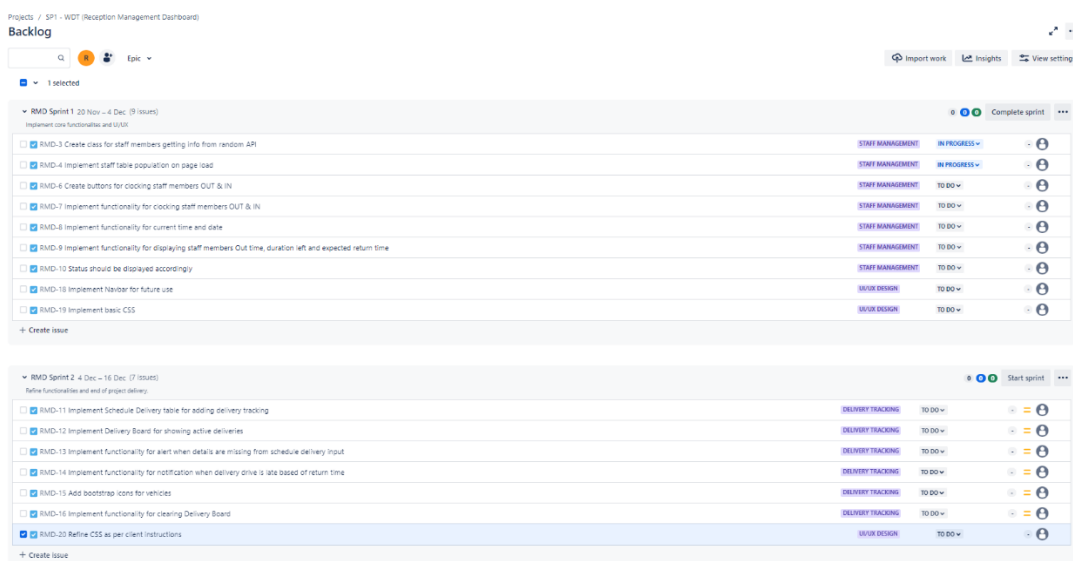 Projects / SP1 - WDT (Reception Management Dashboard)
Backlog
R Epic Import work Insights View setting
1 selected
RMD Sprint 1 20 Nov – 4 Dec (9 issues) 0 0 0 Complete sprint
Implement core functionalities and UI/UX
RMD-3 Create class for staff members getting info from random API STAFF MANAGEMENT IN PROGRESS -
RMD-4 Implement staff table population on page load STAFF MANAGEMENT IN PROGRESS -
RMD-6 Create buttons for clocking staff members OUT & IN STAFF MANAGEMENT TO DO -
RMD-7 Implement functionality for clocking staff members OUT & IN STAFF MANAGEMENT TO DO -
RMD-8 Implement functionality for current time and date STAFF MANAGEMENT TO DO -
RMD-9 Implement functionality for displaying staff members Out time, duration left and expected return time STAFF MANAGEMENT TO DO -
RMD-10 Status should be displayed accordingly STAFF MANAGEMENT TO DO -
RMD-18 Implement Navbar for future use UI/UX DESIGN TO DO -
RMD-19 Implement basic CSS UI/UX DESIGN TO DO -
+ Create issue
RMD Sprint 2 4 Dec – 16 Dec (7 issues) 0 0 0 Start sprint
Refine functionalities and end of project delivery.
RMD-11 Implement Schedule Delivery table for adding delivery tracking DELIVERY TRACKING TO DO -
RMD-12 Implement Delivery Board for showing active deliveries DELIVERY TRACKING TO DO -
RMD-13 Implement functionality for alert when details are missing from schedule delivery input DELIVERY TRACKING TO DO -
RMD-14 Implement functionality for notification when delivery drive is late based of return time DELIVERY TRACKING TO DO -
RMD-15 Add bootstrap icons for vehicles DELIVERY TRACKING TO DO -
RMD-16 Implement functionality for clearing Delivery Board DELIVERY TRACKING TO DO -
RMD-20 Refine CSS as per client instructions UI/UX DESIGN TO DO -
+ Create issue